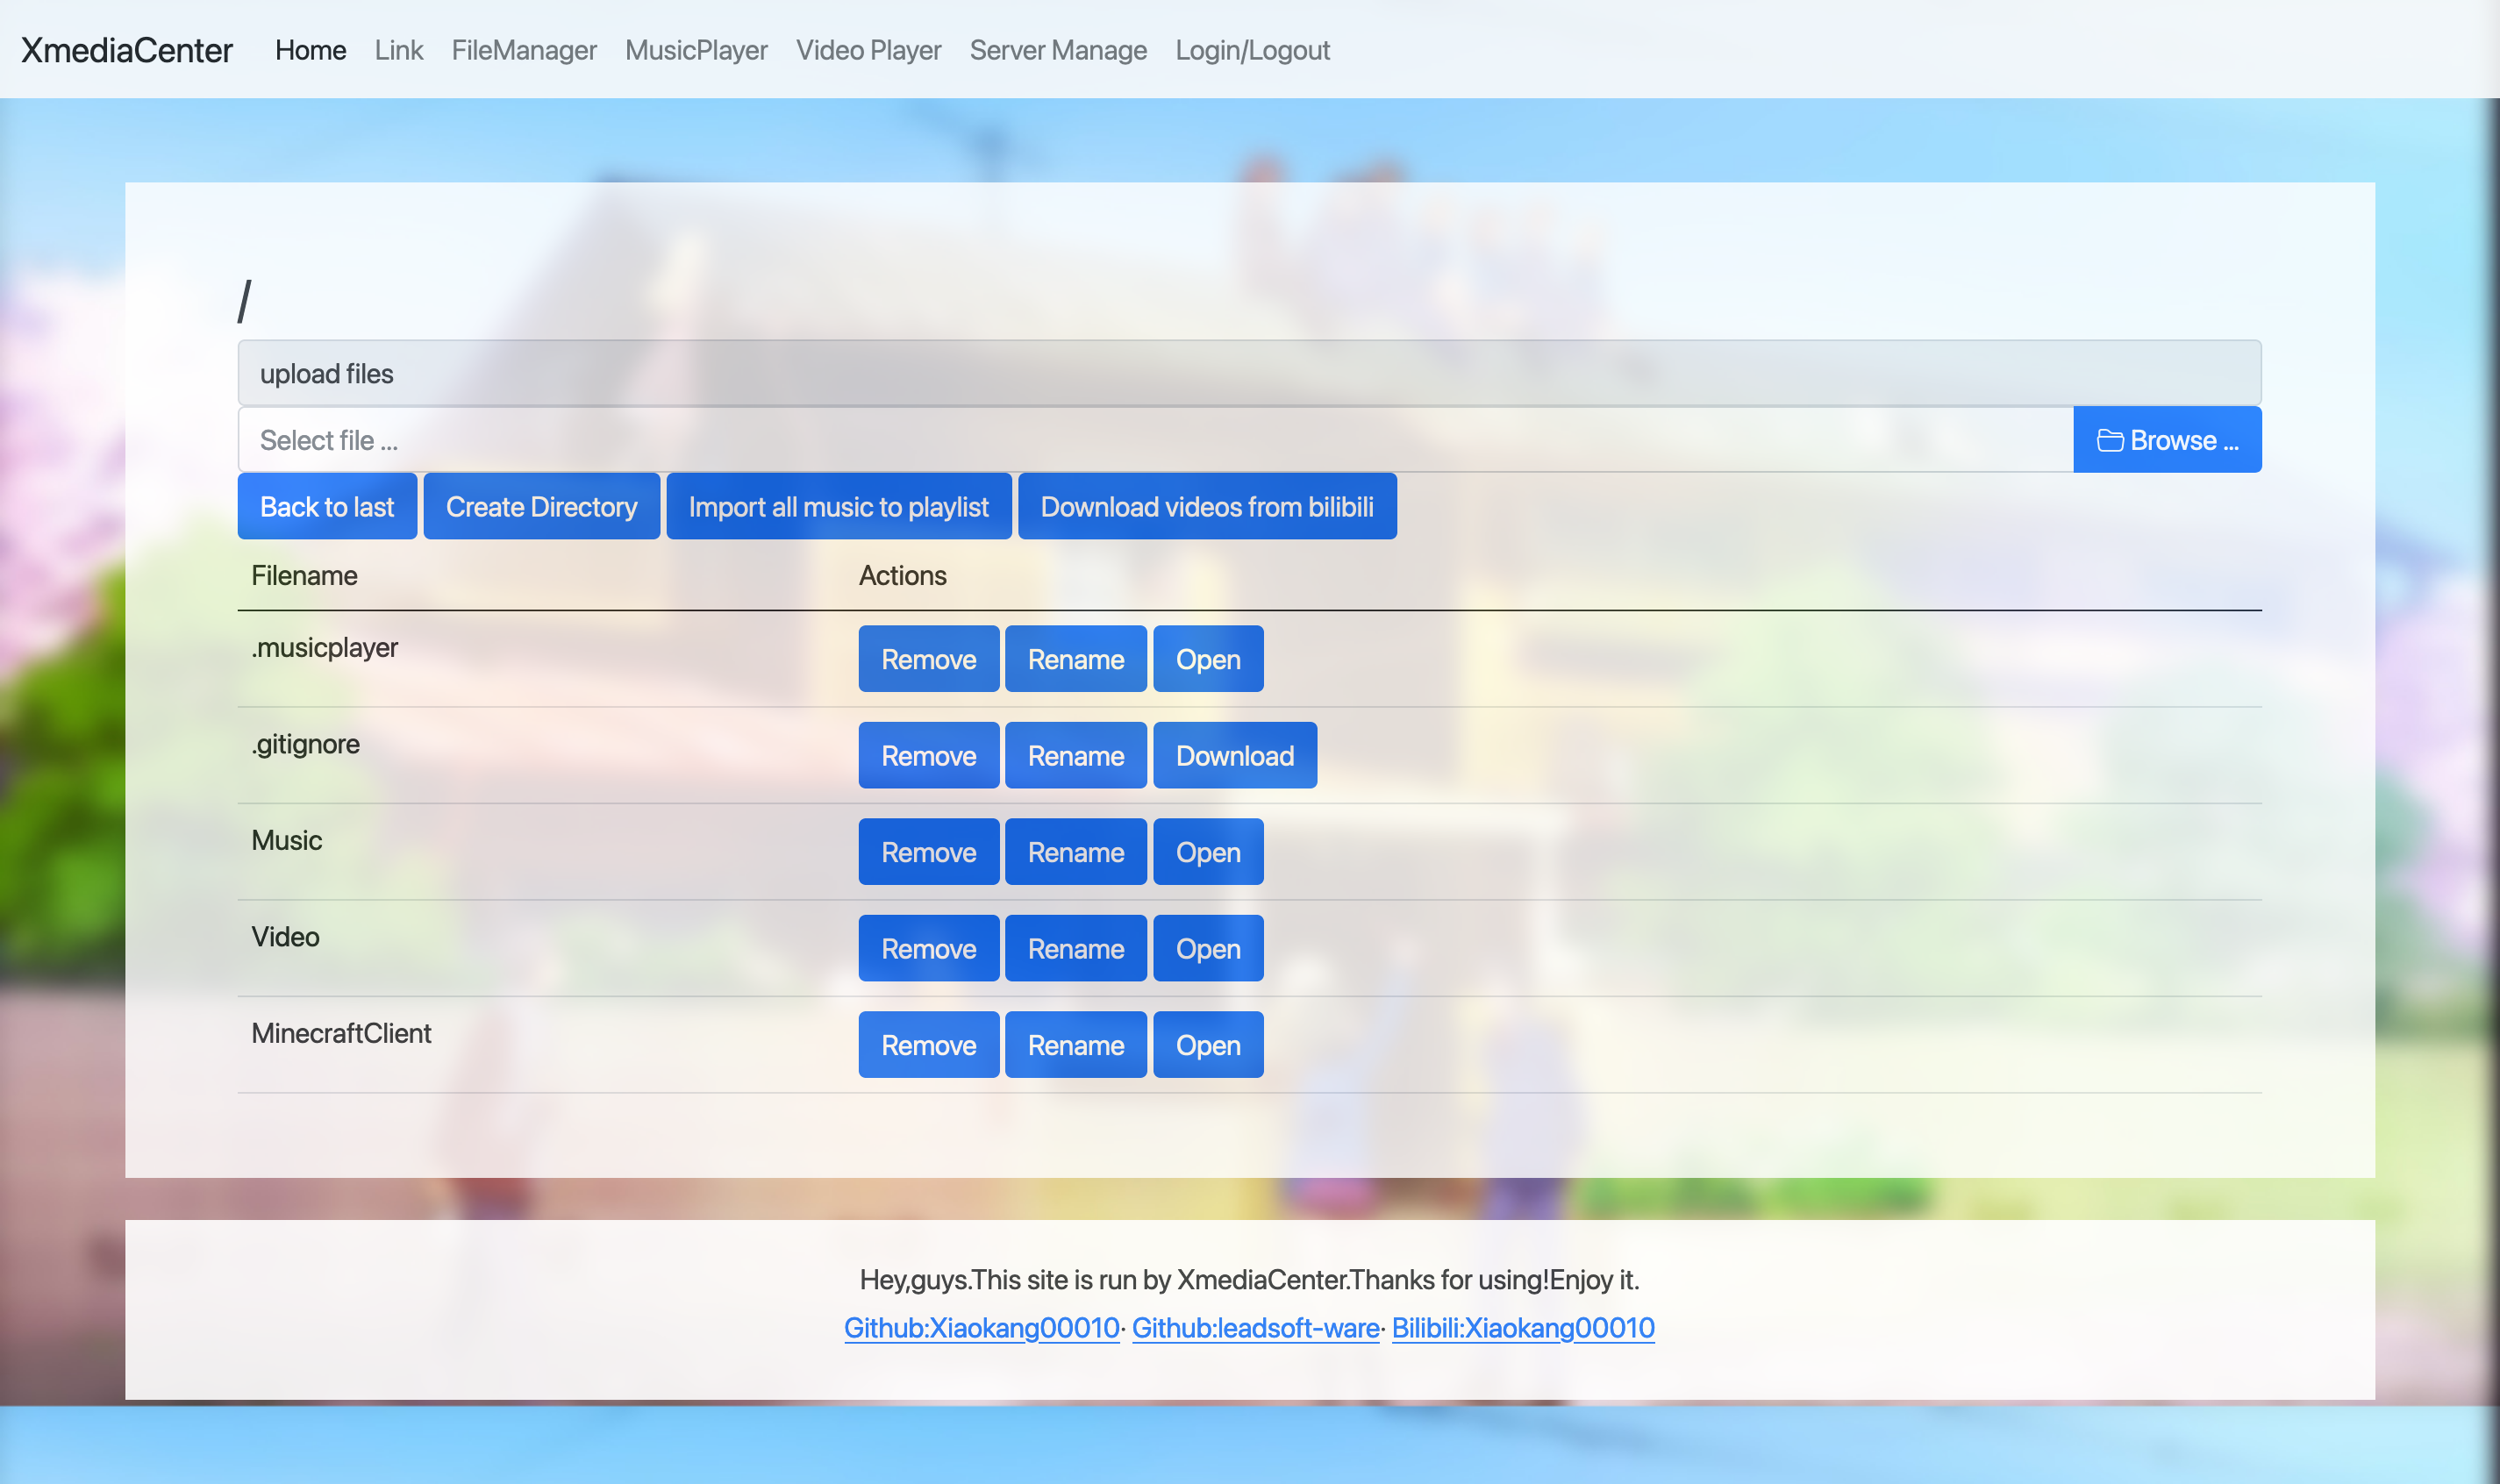 XmediaCenter Home Link FileManager MusicPlayer Video Player Server Manage Login/Logout
/
upload files
Select file ... Browse ...
Back to last Create Directory Import all music to playlist Download videos from bilibili
Filename Actions
.musicplayer Remove Rename Open
.gitignore Remove Rename Download
Music Remove Rename Open
Video Remove Rename Open
MinecraftClient Remove Rename Open
Hey,guys.This site is run by XmediaCenter.Thanks for using!Enjoy it.
Github:Xiaokang00010· Github:leadsoft-ware· Bilibili:Xiaokang00010